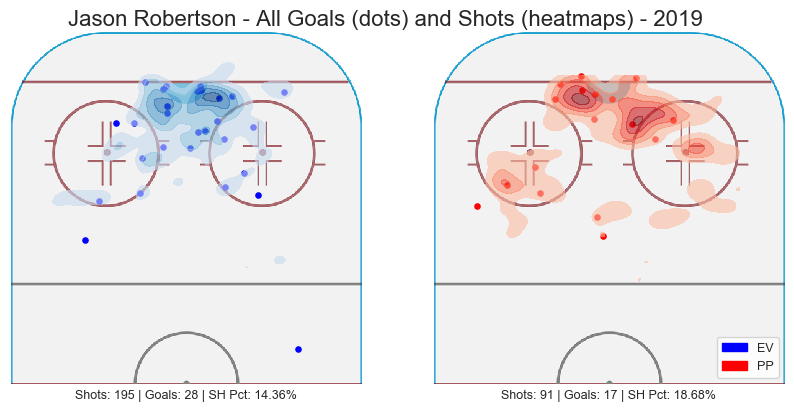 Jason Robertson - All Goals (dots) and Shots (heatmaps) - 2019
EV
PP
Shots: 195 | Goals: 28 | SH Pct: 14.36%
Shots: 91 | Goals: 17 | SH Pct: 18.68%